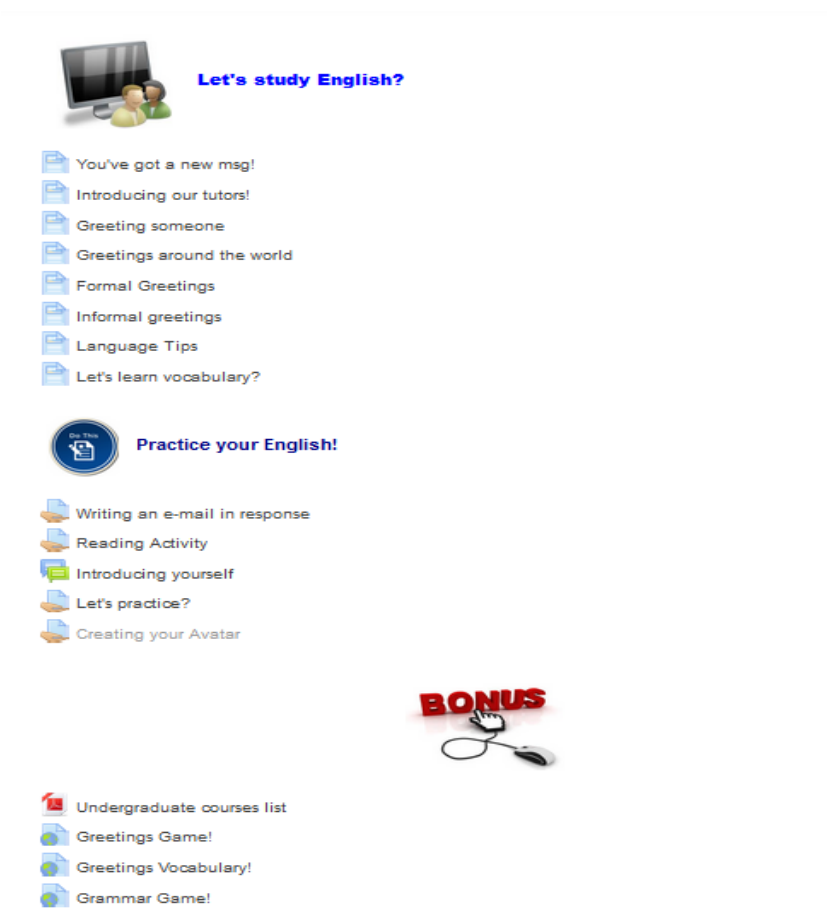 Let's study English?
You've got a new msg!
Introducing our tutors!
Greeting someone
Greetings around the world
Formal Greetings
Informal greetings
Language Tips
Let's learn vocabulary?
Do This
Practice your English!
Writing an e-mail in response
Reading Activity
Introducing yourself
Let's practice?
Creating your Avatar
BONUS
Undergraduate courses list
Greetings Game!
Greetings Vocabulary!
Grammar Game!